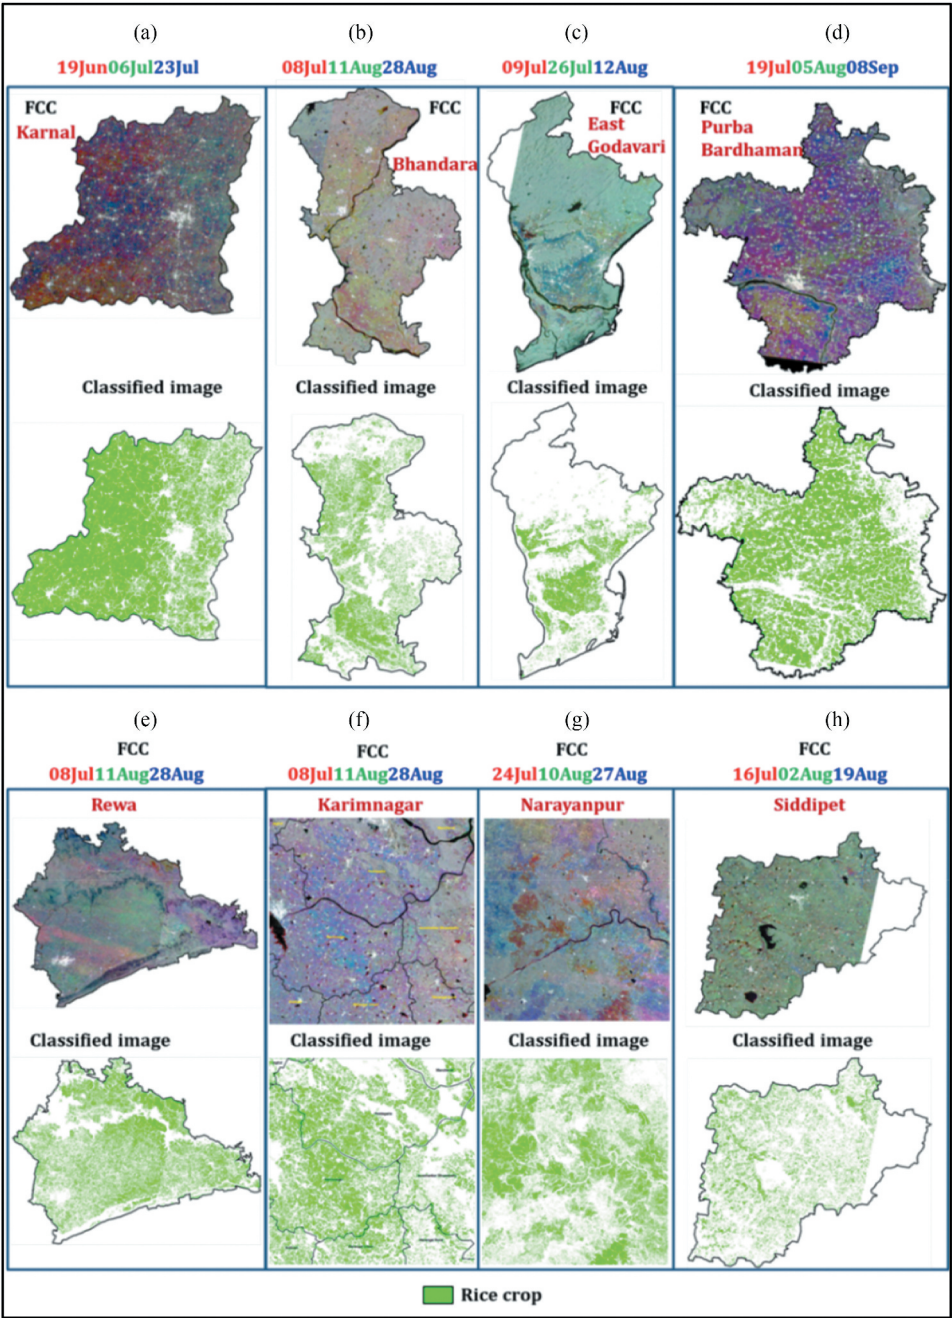 (a) (b) (c) (d)
19Jun06Jul23Jul 08Jul11Aug28Aug 09Jul26Jul12Aug 19Jul05Aug08Sep
FCC FCC FCC FCC
Karnal
Bhandara
East
Godavari
Purba
Bardhaman
Classified image Classified image Classified image Classified image
(e) (f) (g) (h)
FCC FCC FCC FCC
08Jul11Aug28Aug 08Jul11Aug28Aug 24Jul10Aug27Aug 16Jul02Aug19Aug
Rewa Karimnagar Narayanpur Siddipet
Classified image Classified image Classified image Classified image
Rice crop